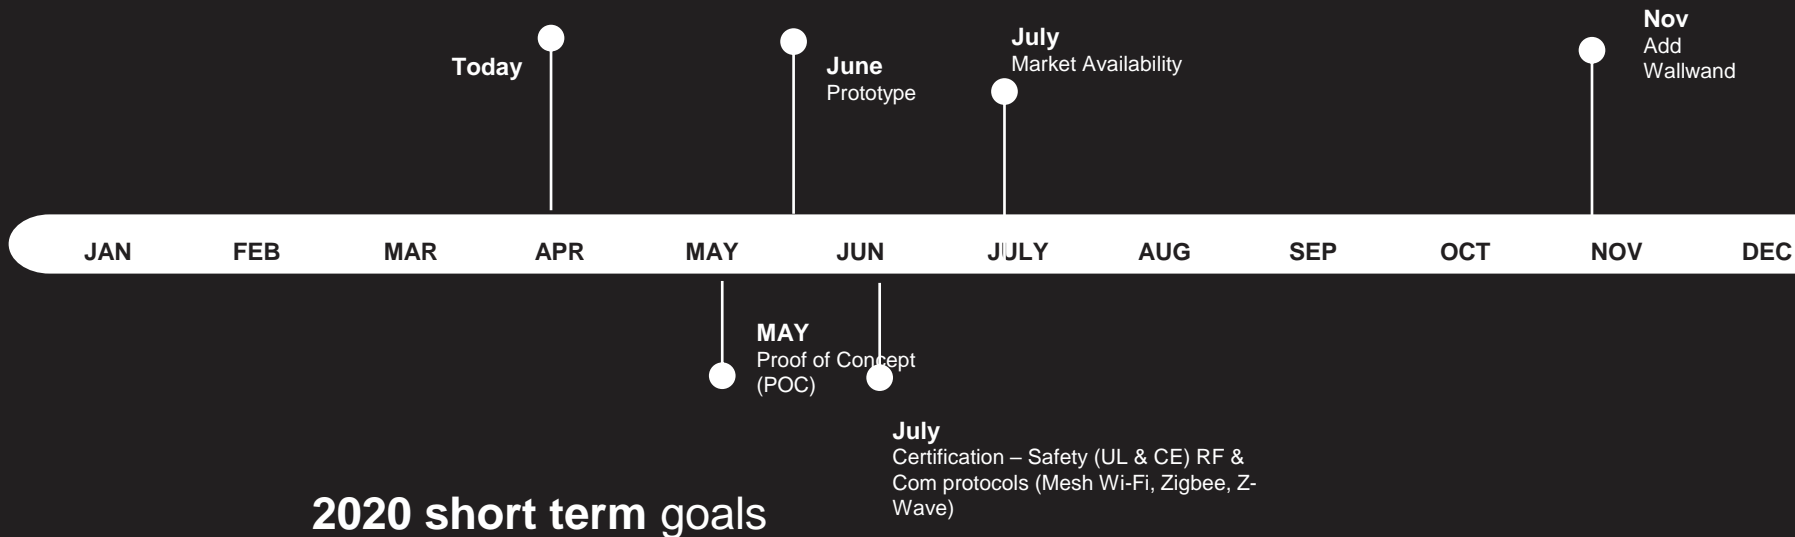 Today
June
Prototype
July
Market Availability
Nov
Add
Wallwand
JAN FEB MAR APR MAY JUN JULY AUG SEP OCT NOV DEC
MAY
Proof of Concept
(POC)
July
Certification – Safety (UL & CE) RF &
Com protocols (Mesh Wi-Fi, Zigbee, Z-
Wave)
2020 short term goals